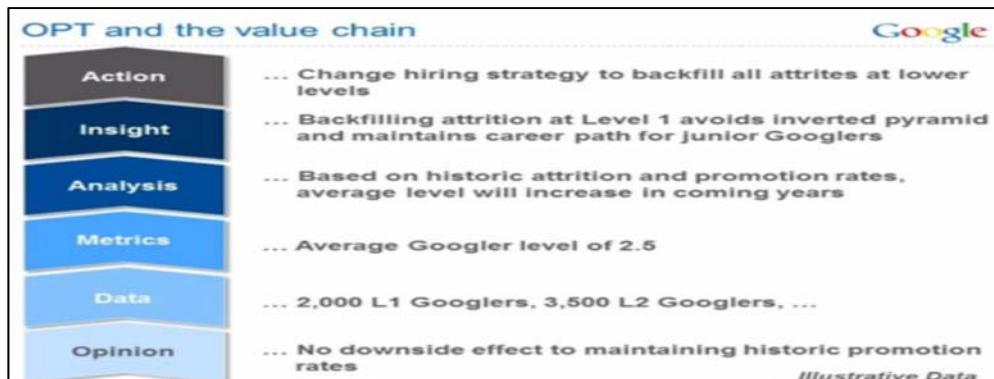 OPT and the value chain
Google
Action
... Change hiring strategy to backfill all attrites at lower
levels
Insight
... Backfilling attrition at Level 1 avoids inverted pyramid
and maintains career path for junior Googlers
Analysis
... Based on historic attrition and promotion rates,
average level will increase in coming years
Metrics
... Average Googler level of 2.5
Data
... 2,000 L1 Googlers, 3,500 L2 Googlers, ...
Opinion
... No downside effect to maintaining historic promotion
rates
Illustrative Data